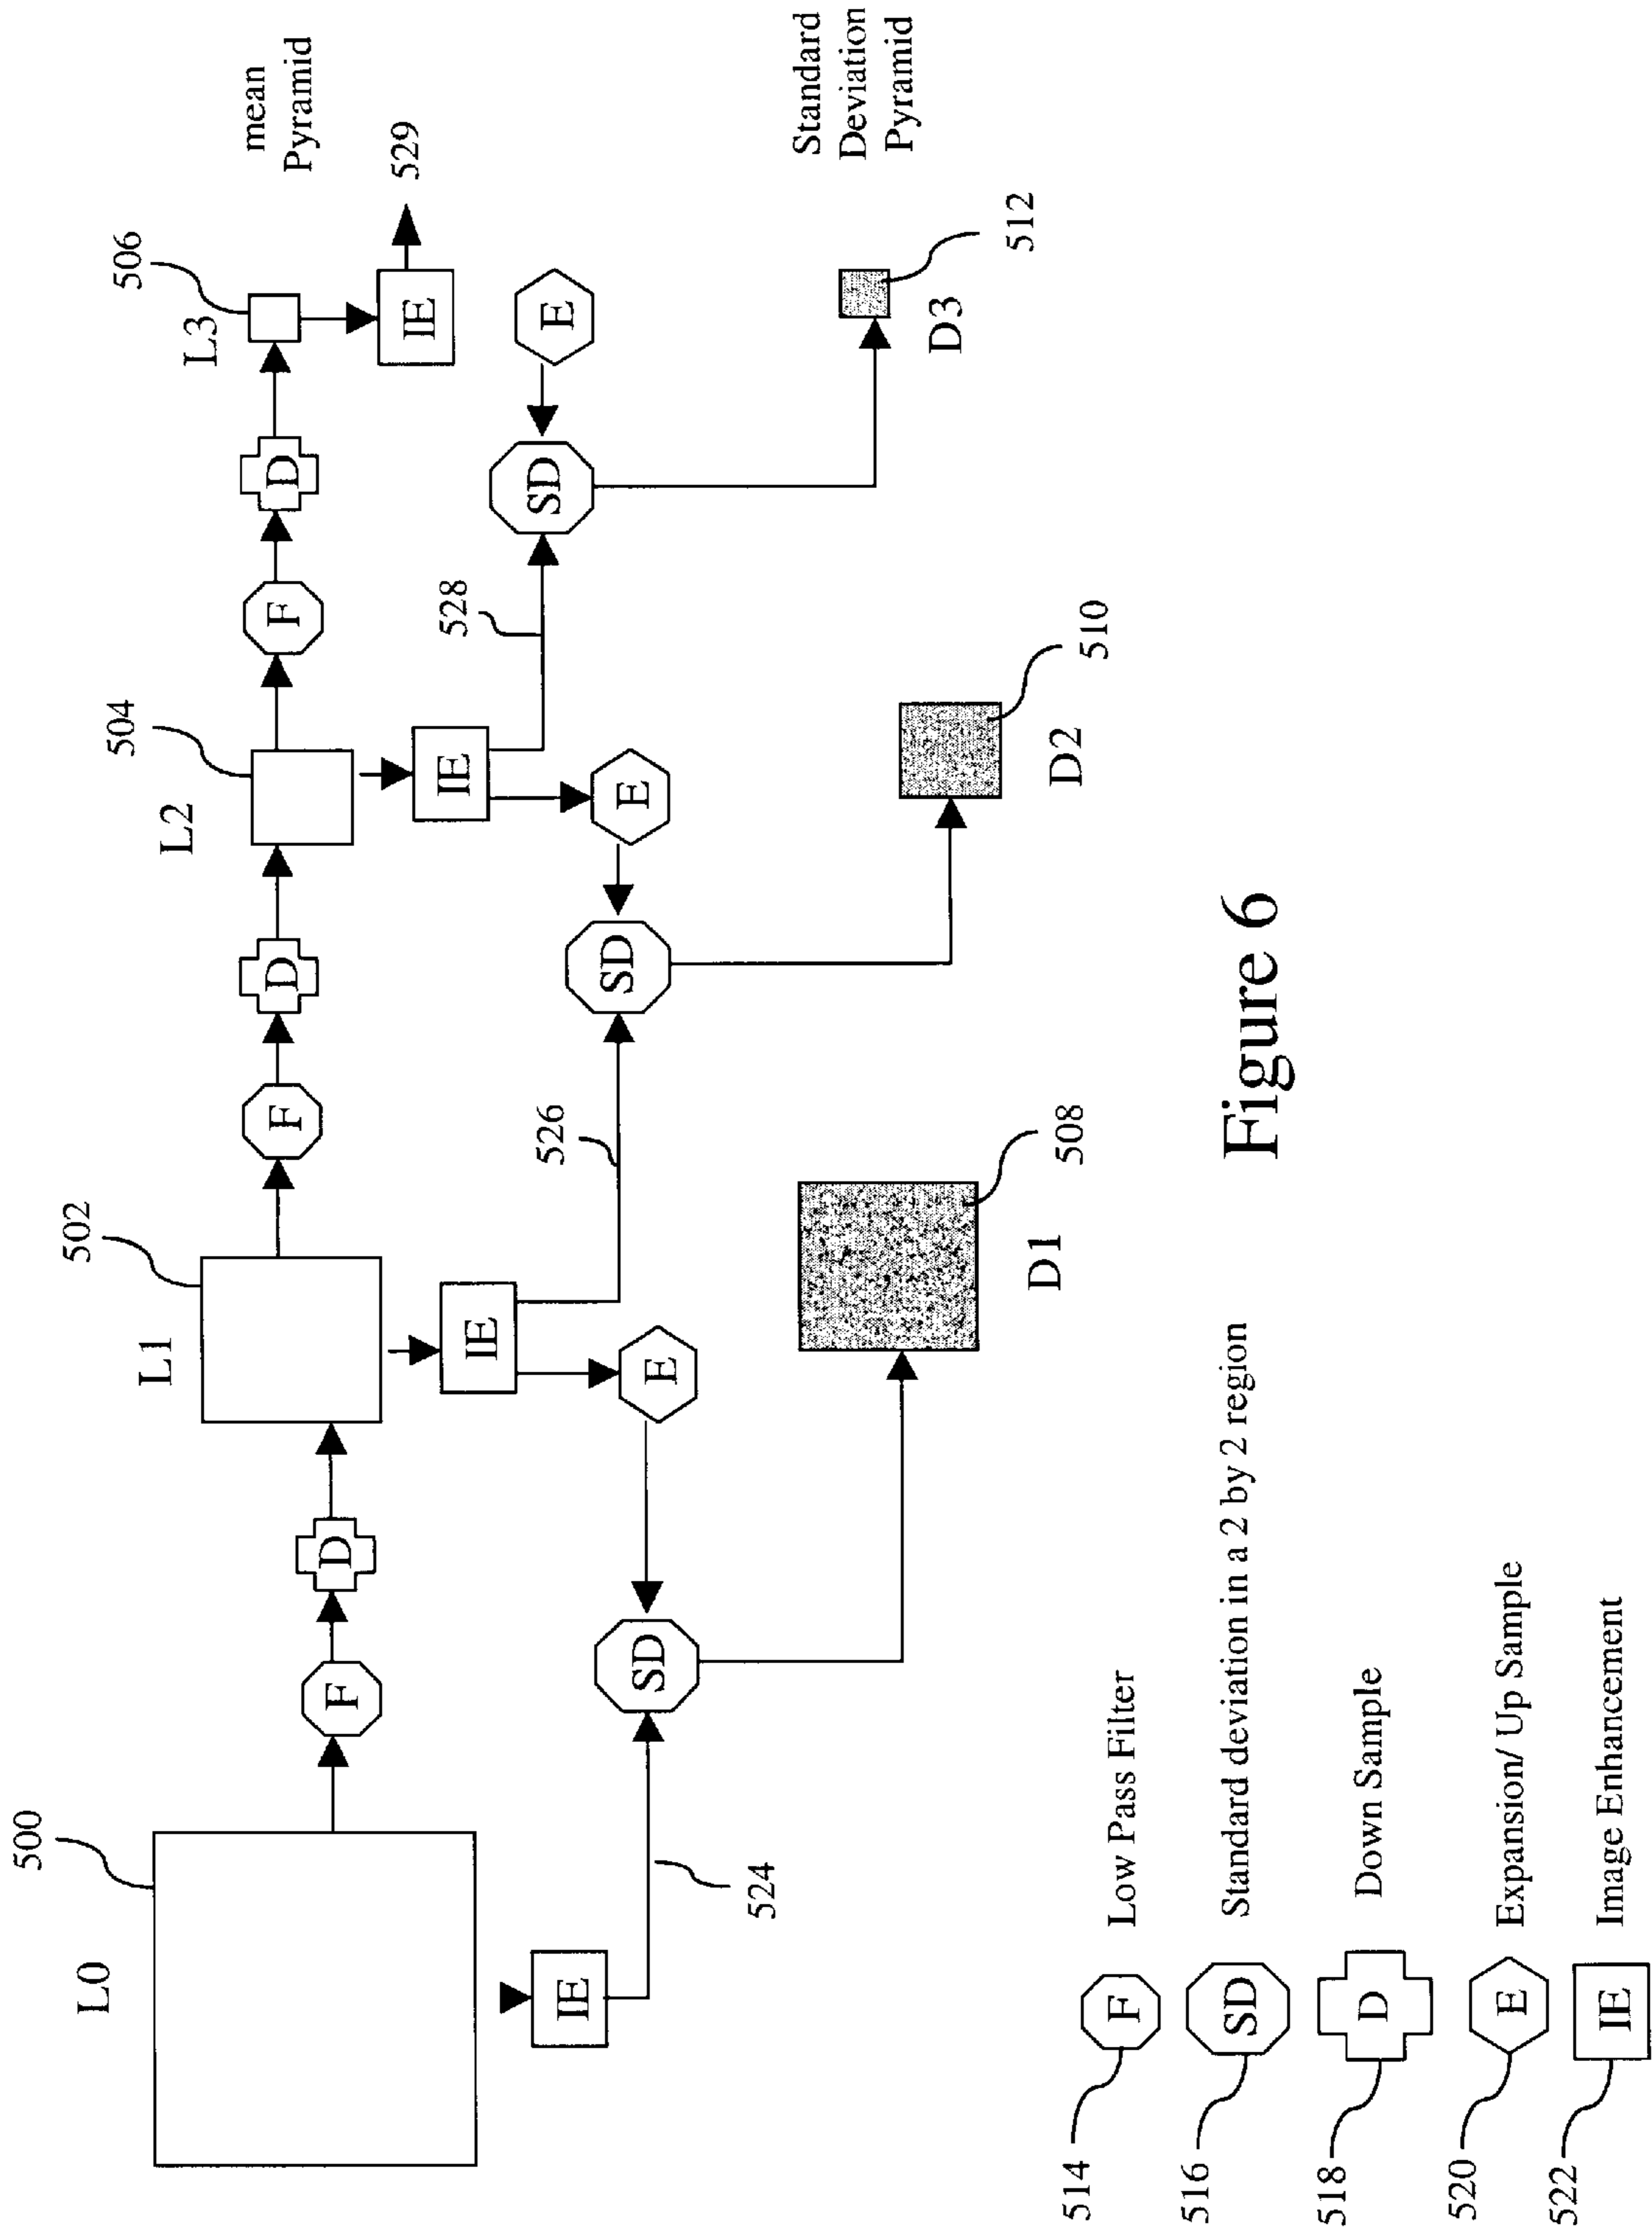 500
L0
IE
524
F
D
502
L1
IE
E
SD
526
F
D
504
L2
IE
E
SD
528
F
D
506
L3
IE
529
E
SD
mean
Pyramid
Standard
Deviation
Pyramid
508
D1
510
D2
512
D3
514
F
Low Pass Filter
516
SD
Standard deviation in a 2 by 2 region
518
D
Down Sample
520
E
Expansion/ Up Sample
522
IE
Image Enhancement
Figure 6